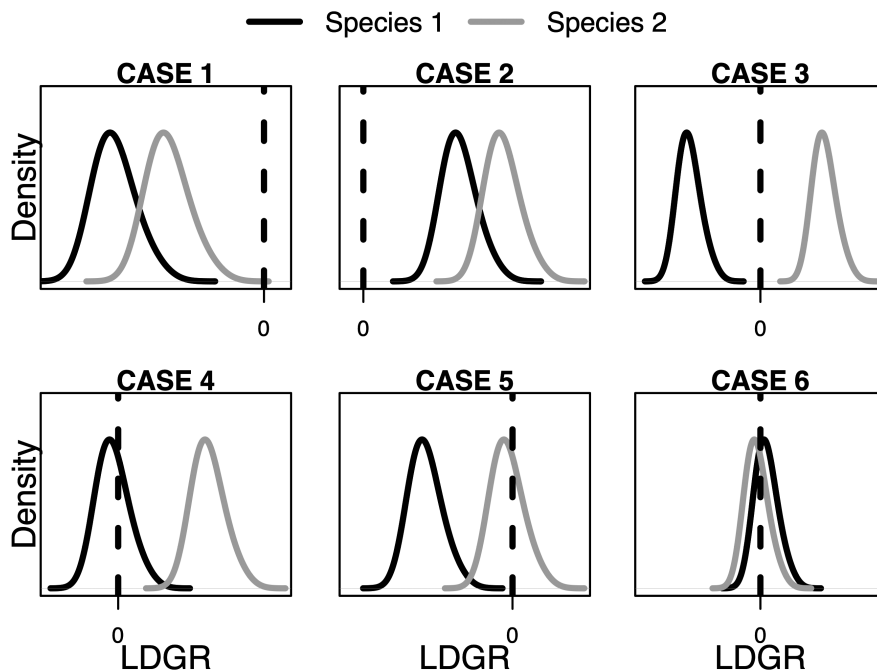 Species 1 Species 2
CASE 1 CASE 2 CASE 3
Density
0 0 0
CASE 4 CASE 5 CASE 6
Density
0 0 0
LDGR LDGR LDGR